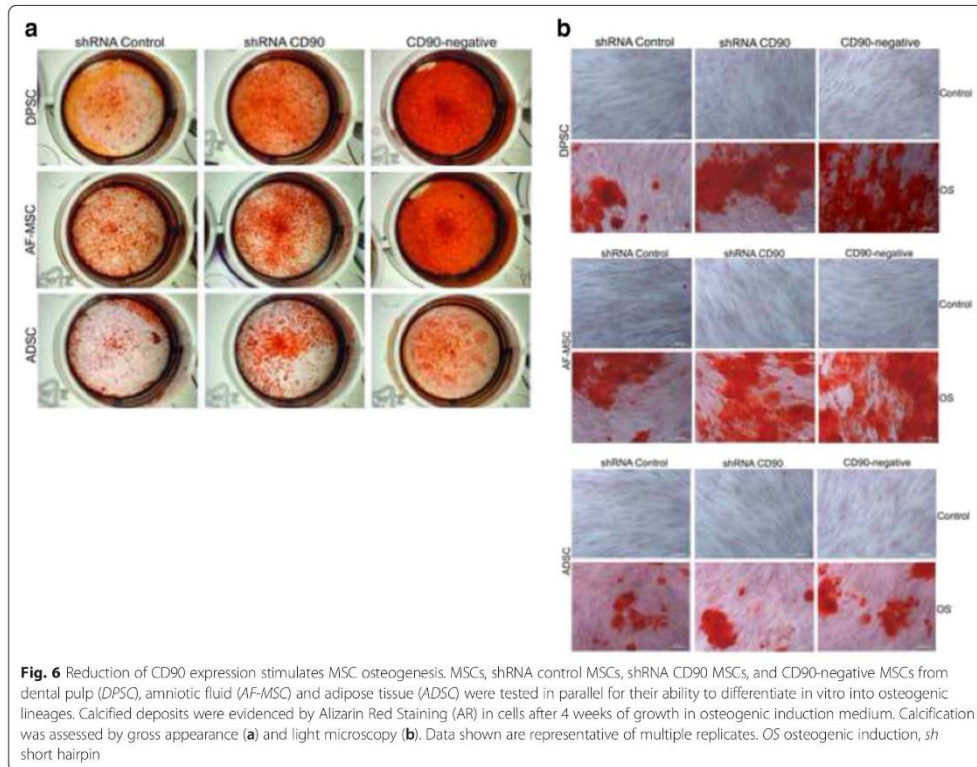 a
b
shRNA Control shRNA CD90 CD90-negative
DPSC
AF-MSC
ADSC
shRNA Control shRNA CD90 CD90-negative
DPSC
Control
OS
shRNA Control shRNA CD90 CD90-negative
AF-MSC
Control
OS
shRNA Control shRNA CD90 CD90-negative
ADSC
Control
OS
Fig. 6 Reduction of CD90 expression stimulates MSC osteogenesis. MSCs, shRNA control MSCs, shRNA CD90 MSCs, and CD90-negative MSCs from
dental pulp (DPSC), amniotic fluid (AF-MSC) and adipose tissue (ADSC) were tested in parallel for their ability to differentiate in vitro into osteogenic
lineages. Calcified deposits were evidenced by Alizarin Red Staining (AR) in cells after 4 weeks of growth in osteogenic induction medium. Calcification
was assessed by gross appearance (a) and light microscopy (b). Data shown are representative of multiple replicates. OS osteogenic induction, sh
short hairpin